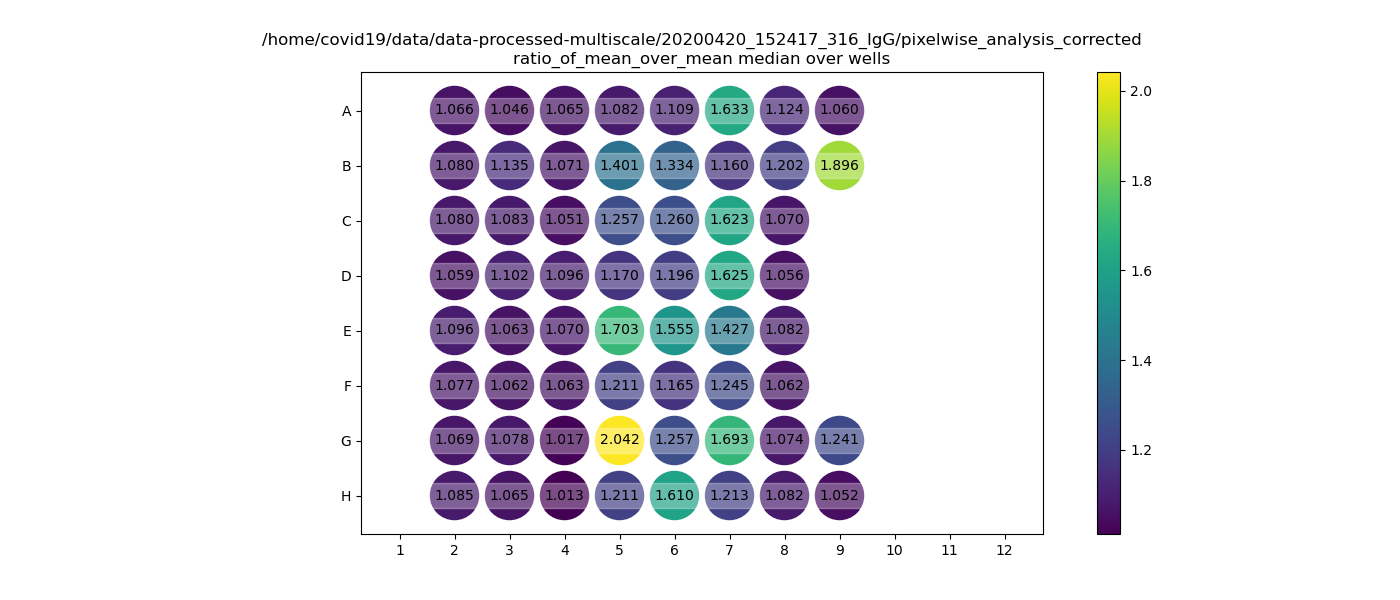 /home/covid19/data/data-processed-multiscale/20200420_152417_316_IgG/pixelwise_analysis_corrected
ratio_of_mean_over_mean median over wells
A 1.066 1.046 1.065 1.082 1.109 1.633 1.124 1.060
B 1.080 1.135 1.071 1.401 1.334 1.160 1.202 1.896
C 1.080 1.083 1.051 1.257 1.260 1.623 1.070
D 1.059 1.102 1.096 1.170 1.196 1.625 1.056
E 1.096 1.063 1.070 1.703 1.555 1.427 1.082
F 1.077 1.062 1.063 1.211 1.165 1.245 1.062
G 1.069 1.078 1.017 2.042 1.257 1.693 1.074 1.241
H 1.085 1.065 1.013 1.211 1.610 1.213 1.082 1.052
1 2 3 4 5 6 7 8 9 10 11 12
2.0
1.8
1.6
1.4
1.2